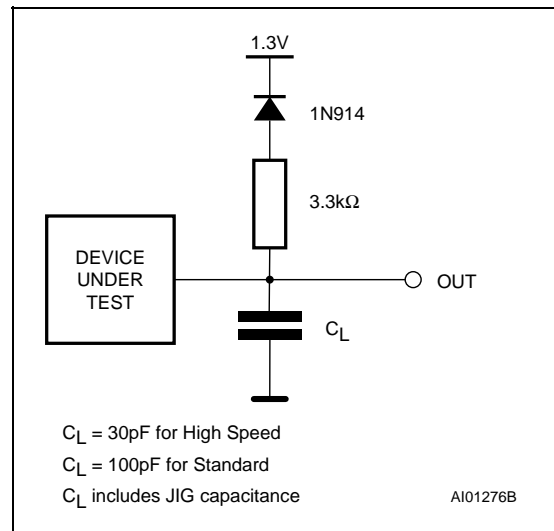 1.3V
1N914
3.3kΩ
DEVICE
UNDER
TEST
OUT
CL
CL = 30pF for High Speed
CL = 100pF for Standard
CL includes JIG capacitance
AI01276B